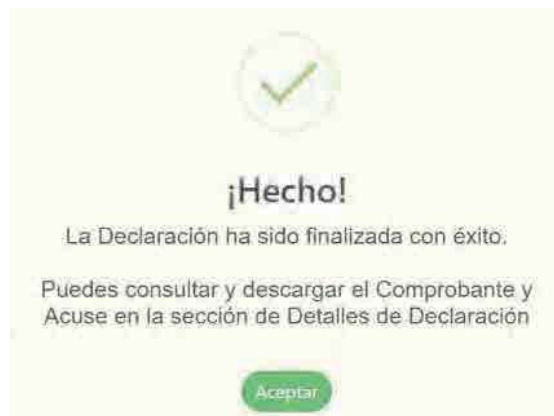 ¡Hecho!
La Declaración ha sido finalizada con éxito.
Puedes consultar y descargar el Comprobante y
Acuse en la sección de Detalles de Declaración
Aceptar